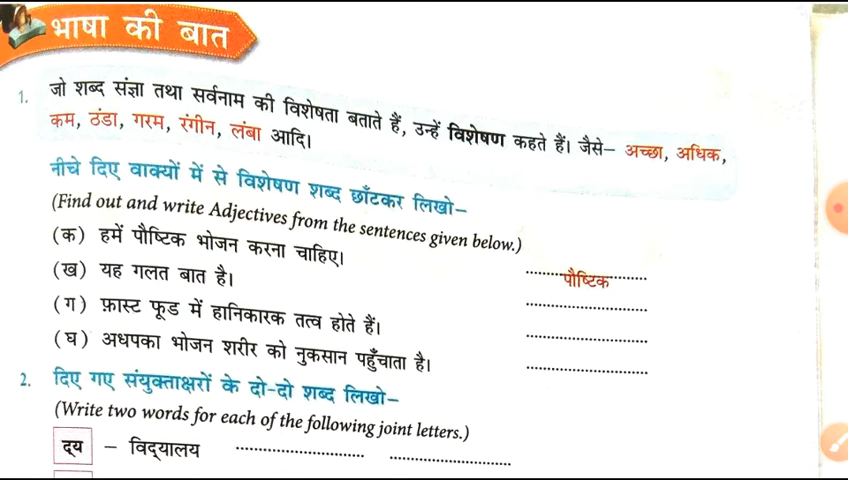 भाषा की बात
1. जो शब्द संज्ञा तथा सर्वनाम की विशेषता बताते हैं, उन्हें विशेषण कहते हैं। जैसे– अच्छा, अधिक,
कम, ठंडा, गरम, रंगीन, लंबा आदि।
नीचे दिए वाक्यों में से विशेषण शब्द छाँटकर लिखो–
(Find out and write Adjectives from the sentences given below.)
(क) हमें पौष्टिक भोजन करना चाहिए। पौष्टिक
(ख) यह गलत बात है।
(ग) फ़ास्ट फूड में हानिकारक तत्व होते हैं।
(घ) अधपका भोजन शरीर को नुकसान पहुँचाता है।
2. दिए गए संयुक्ताक्षरों के दो-दो शब्द लिखो–
(Write two words for each of the following joint letters.)
द्‌य – विद्‌यालय